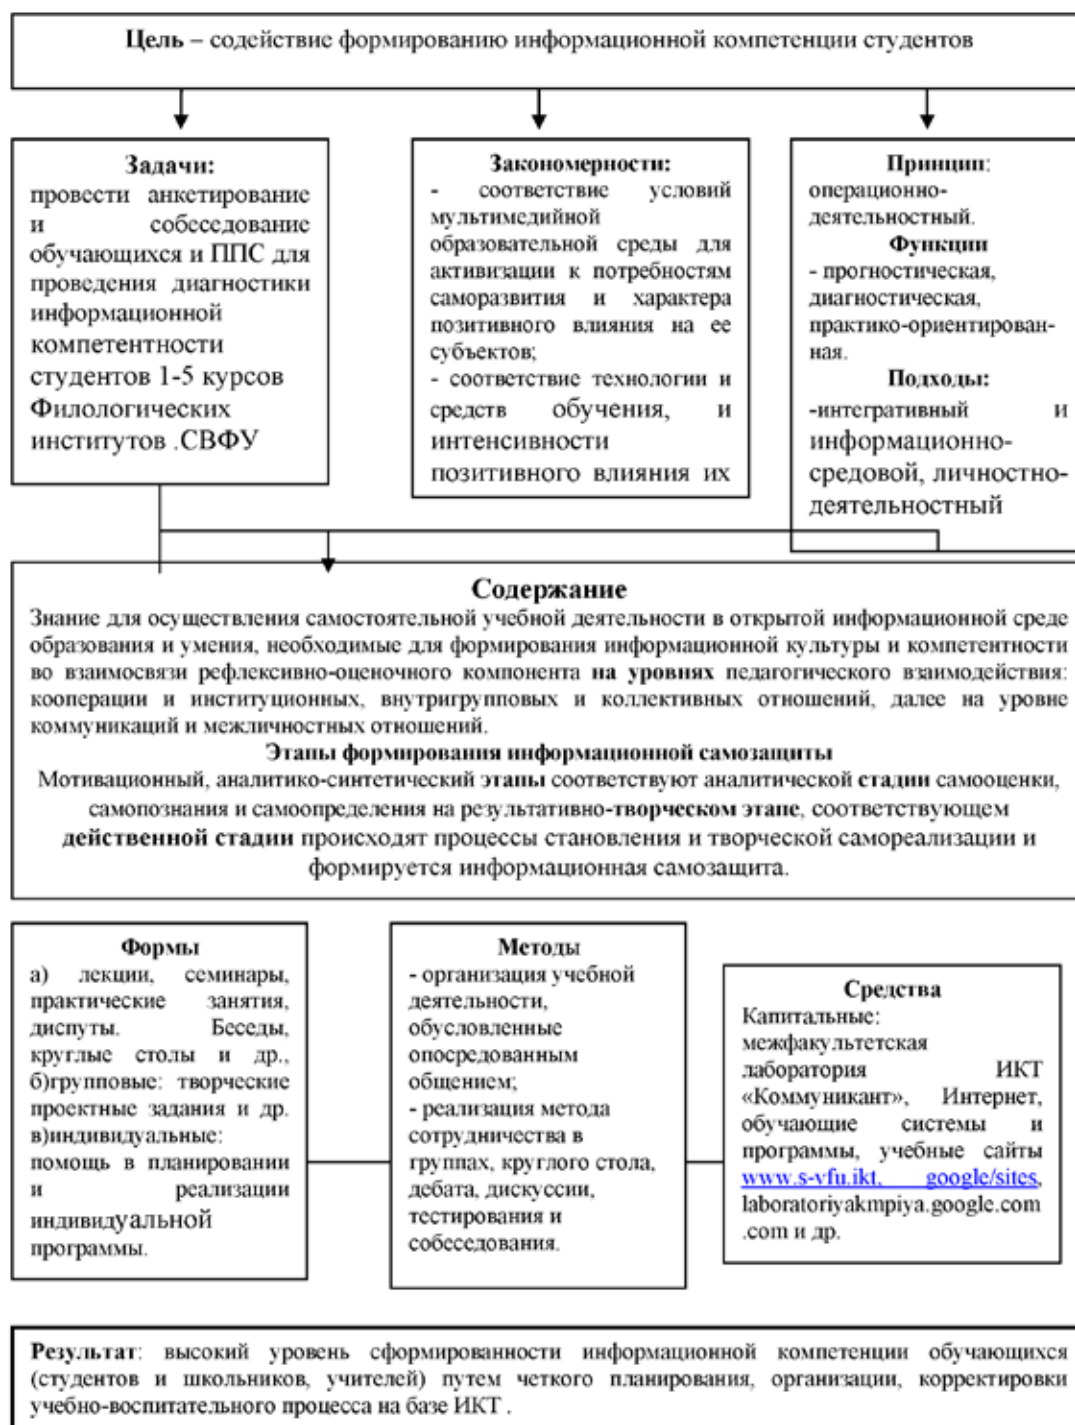 Цель – содействие формированию информационной компетенции студентов
Задачи:
провести анкетирование
и собеседование
обучающихся и ППС для
проведения диагностики
информационной
компетентности
студентов 1-5 курсов
Филологических
институтов .СВФУ
Закономерности:
- соответствие условий
мультимедийной
образовательной среды для
активизации к потребностям
саморазвития и характера
позитивного влияния на ее
субъектов;
- соответствие технологии и
средств обучения, и
интенсивности
позитивного влияния их
Принцип:
операционно-
деятельностный.
Функции
- прогностическая,
диагностическая,
практико-ориентирован-
ная.
Подходы:
-интегративный и
информационно-
средовой, личностно-
деятельностный
Содержание
Знание для осуществления самостоятельной учебной деятельности в открытой информационной среде
образования и умения, необходимые для формирования информационной культуры и компетентности
во взаимосвязи рефлексивно-оценочного компонента на уровнях педагогического взаимодействия:
кооперации и институционных, внутригрупповых и коллективных отношений, далее на уровне
коммуникаций и межличностных отношений.
Этапы формирования информационной самозащиты
Мотивационный, аналитико-синтетический этапы соответствуют аналитической стадии самооценки,
самопознания и самоопределения на результативно-творческом этапе, соответствующем
действенной стадии происходят процессы становления и творческой самореализации и
формируется информационная самозащита.
Формы
а) лекции, семинары,
практические занятия,
диспуты. Беседы,
круглые столы и др.,
б)групповые: творческие
проектные задания и др.
в)индивидуальные:
помощь в планировании
и реализации
индивидуальной
программы.
Методы
- организация учебной
деятельности,
обусловленные
опосредованным
общением;
- реализация метода
сотрудничества в
группах, круглого стола,
дебата, дискуссии,
тестирования и
собеседования.
Средства
Капитальные:
межфакультетская
лаборатория ИКТ
«Коммуникант», Интернет,
обучающие системы и
программы, учебные сайты
www.s-vfu.ikt, google/sites,
laboratoriyakmpiya.google.com
.com и др.
Результат: высокий уровень сформированности информационной компетенции обучающихся
(студентов и школьников, учителей) путем четкого планирования, организации, корректировки
учебно-воспитательного процесса на базе ИКТ .